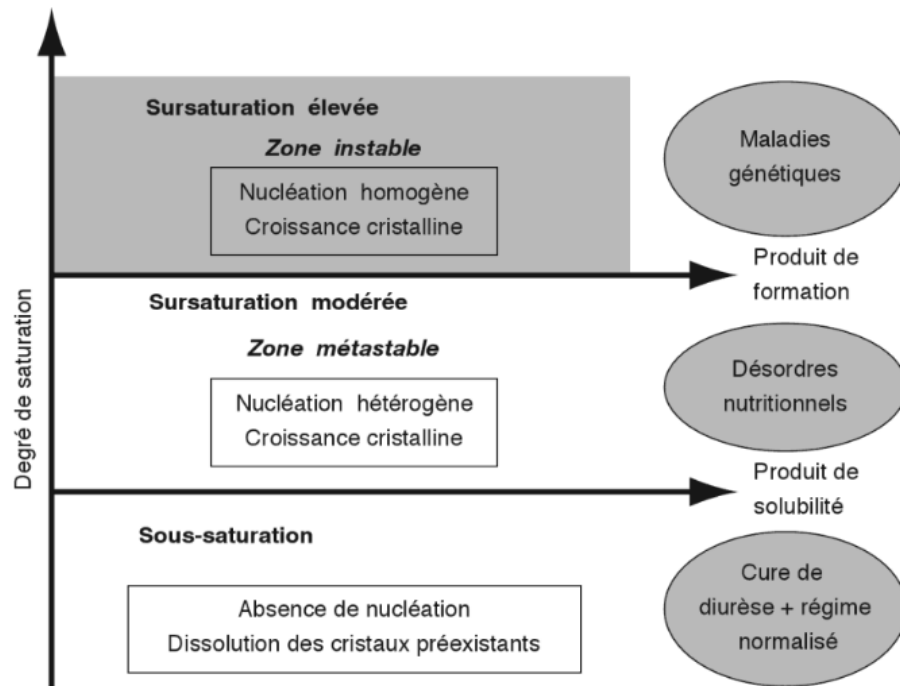 Degré de saturation
Sursaturation élevée
Zone instable
Nucléation homogène
Croissance cristalline
Maladies
génétiques
Produit de
formation
Sursaturation modérée
Zone métastable
Nucléation hétérogène
Croissance cristalline
Désordres
nutritionnels
Produit de
solubilité
Sous-saturation
Absence de nucléation
Dissolution des cristaux préexistants
Cure de
diurèse + régime
normalisé